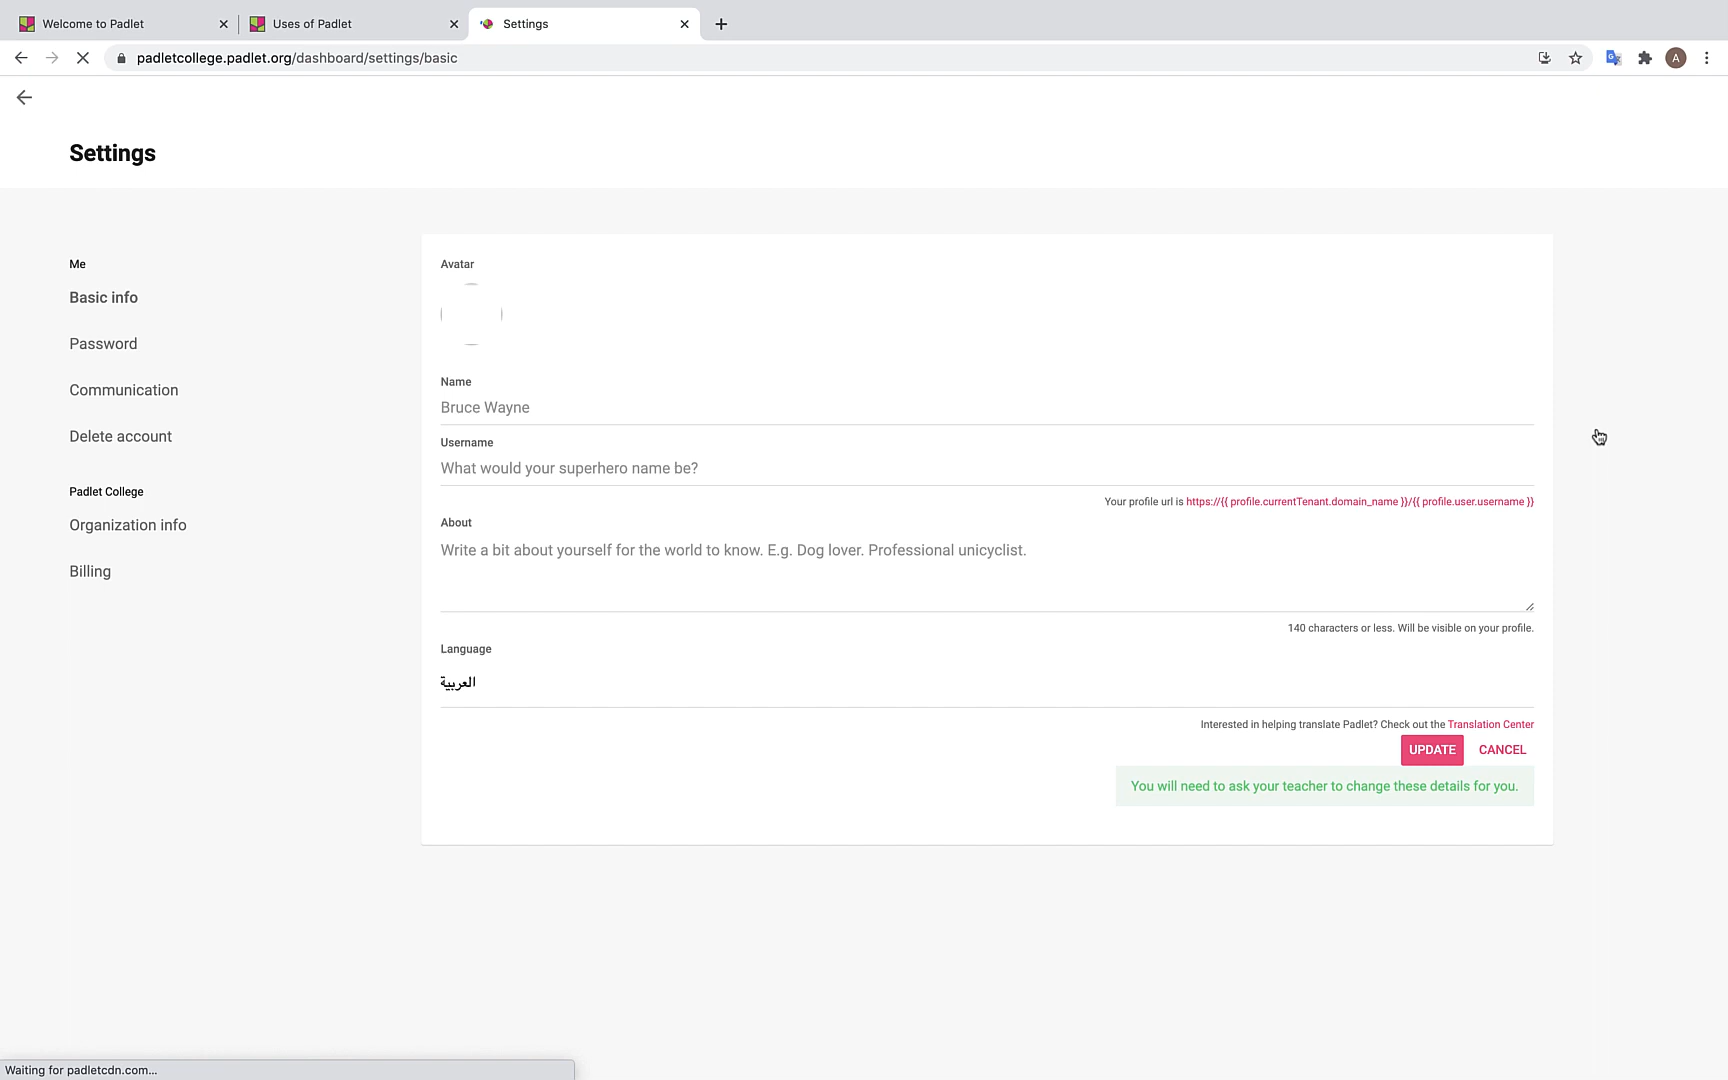 Welcome to Padlet
Uses of Padlet
Settings
padletcollege.padlet.org/dashboard/settings/basic
A
Settings
Me
Basic info
Password
Communication
Delete account
Padlet College
Organization info
Billing
Avatar
Name
Bruce Wayne
Username
What would your superhero name be?
Your profile url is https://{{ profile.currentTenant.domain_name }}/{{ profile.user.username }}
About
Write a bit about yourself for the world to know. E.g. Dog lover. Professional unicyclist.
140 characters or less. Will be visible on your profile.
Language
العربية
Interested in helping translate Padlet? Check out the Translation Center
UPDATE CANCEL
You will need to ask your teacher to change these details for you.
Waiting for padletcdn.com...